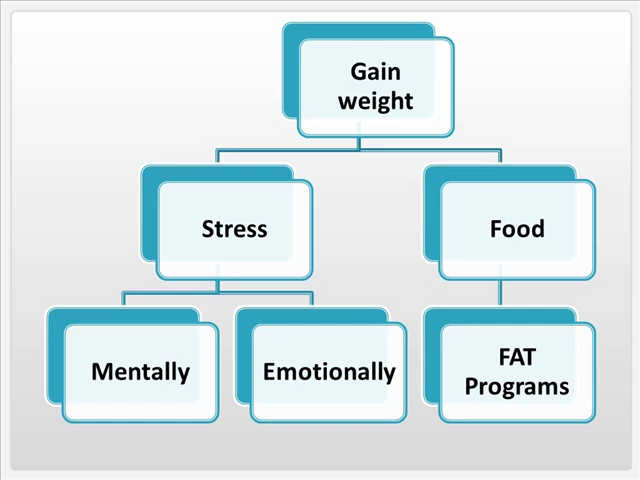 Gain
weight
Stress
Food
Mentally
Emotionally
FAT
Programs